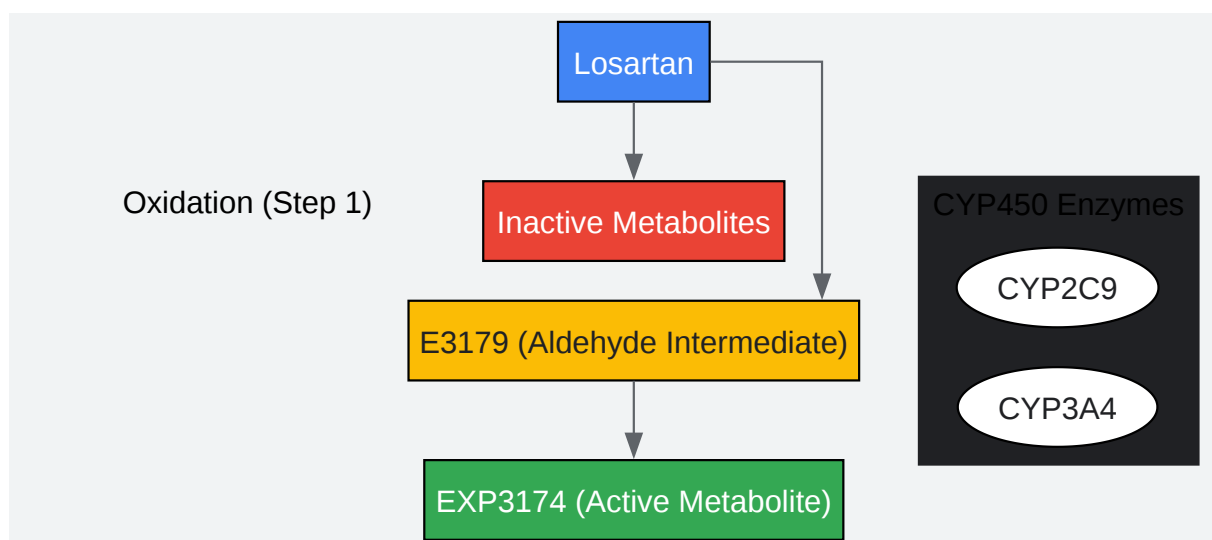 Losartan
Oxidation (Step 1)
Inactive Metabolites
CYP450 Enzymes
CYP2C9
E3179 (Aldehyde Intermediate)
CYP3A4
EXP3174 (Active Metabolite)